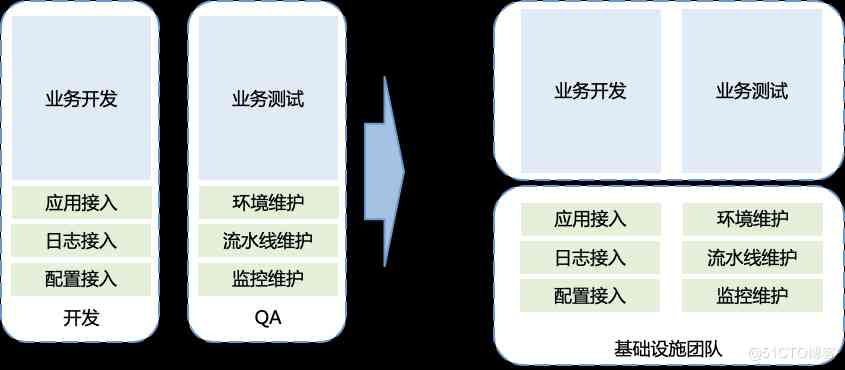 业务开发
应用接入
日志接入
配置接入
开发
业务测试
环境维护
流水线维护
监控维护
QA
业务开发
业务测试
应用接入
环境维护
日志接入
流水线维护
配置接入
监控维护
基础设施团队
@51CTO博客